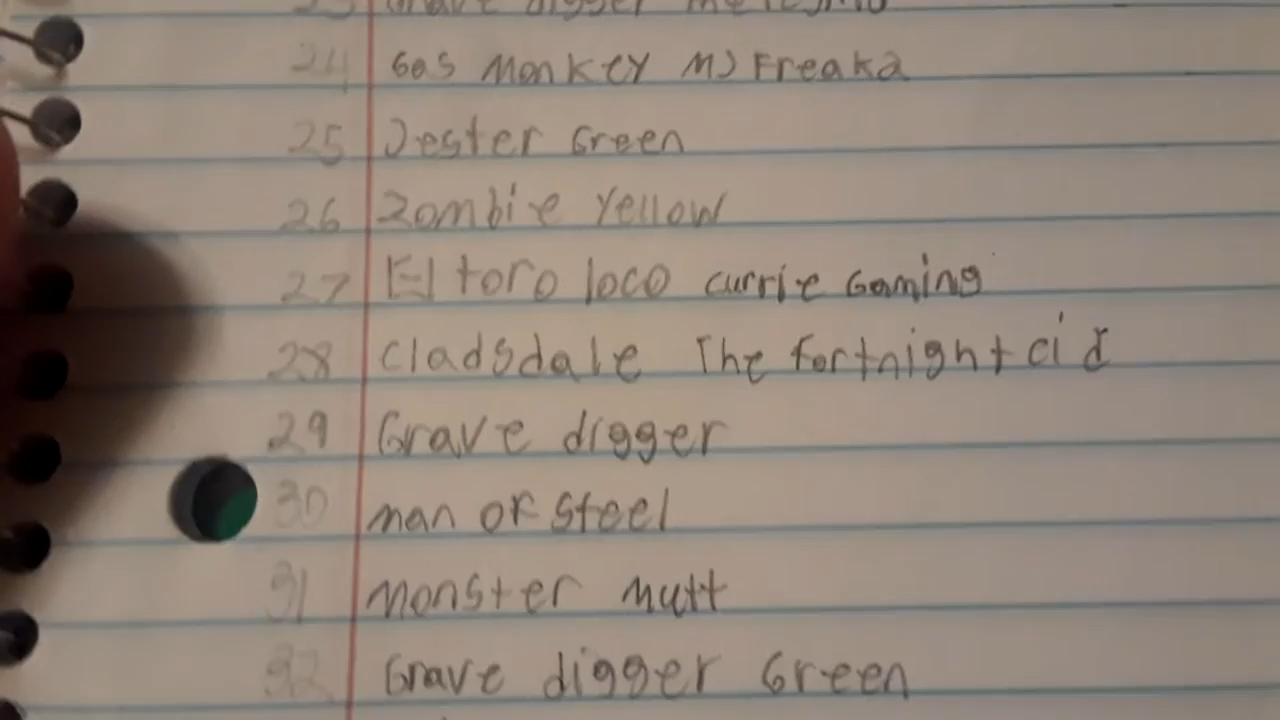 24 Gas Monkey MJ Freaka
25 Jester Green
26 Zombie Yellow
27 El toro loco currie Gaming
28 cladsdale The fortnight cid
29 Grave digger
30 man of steel
31 Monster mutt
32 Grave digger Green